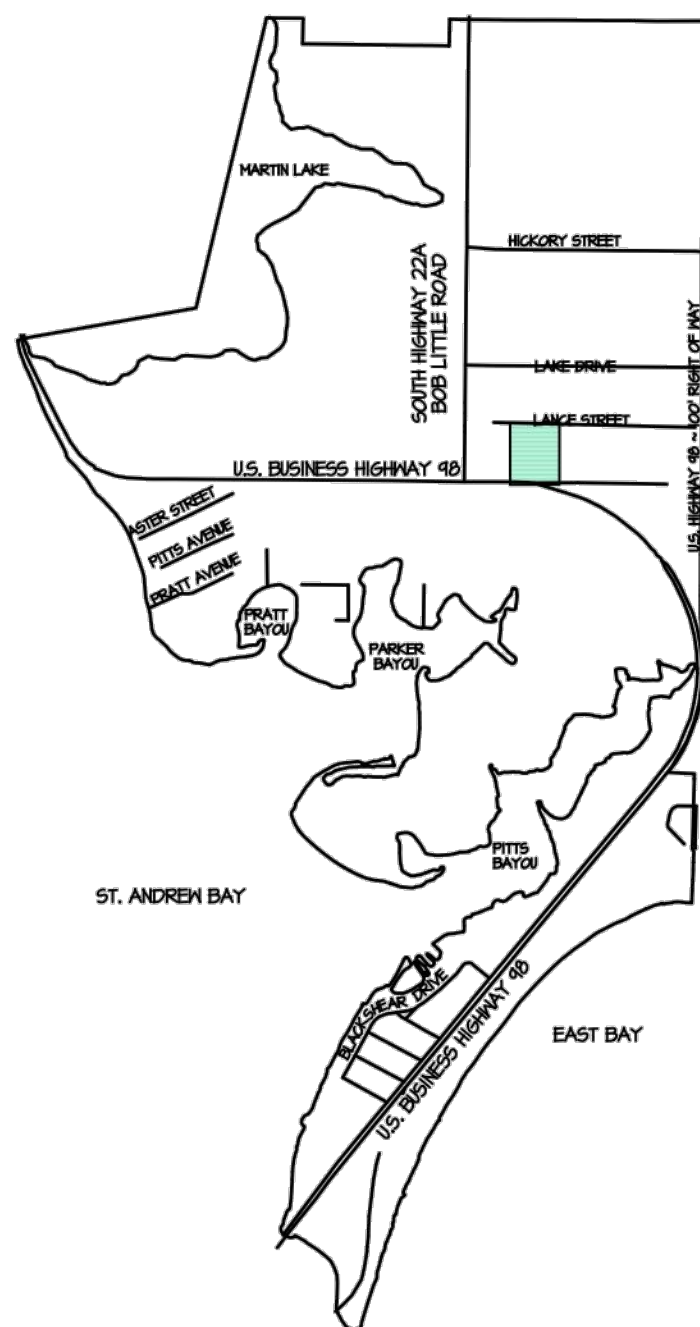 MARTIN LAKE
HICKORY STREET
SOUTH HIGHWAY 22A
BOB LITTLE ROAD
LAKE DRIVE
U.S. HIGHWAY 98 ~ 100' RIGHT OF WAY
LANCE STREET
U.S. BUSINESS HIGHWAY 98
ASTER STREET
PITTS AVENUE
PRATT AVENUE
PRATT
BAYOU
PARKER
BAYOU
PITTS
BAYOU
ST. ANDREW BAY
BLACKSHEAR DRIVE
U.S. BUSINESS HIGHWAY 98
EAST BAY